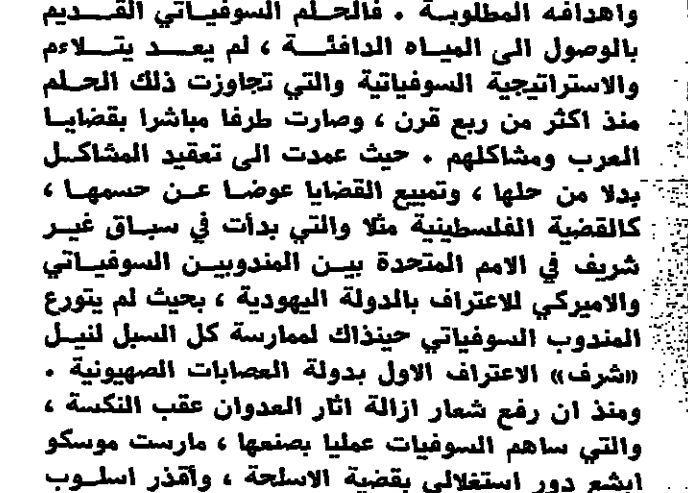 واهدافه المطلوبة . فالحلم السوفياتي القديم
بالوصول الى المياه الدافئة ، لم يعد يتلاءم
والاستراتيجية السوفياتية والتي تجاوزت ذلك الحلم
منذ اكثر من ربع قرن ، وصارت طرفا مباشرا بقضايا
العرب ومشاكلهم . حيث عمدت الى تعقيد المشاكل
بدلا من حلها ، وتمييع القضايا عوضا عن حسمها ،
كالقضية الفلسطينية مثلا والتي بدأت في سباق غير
شريف في الامم المتحدة بين المندوبين السوفياتي
والاميركي للاعتراف بالدولة اليهودية ، بحيث لم يتورع
المندوب السوفياتي حينذاك لممارسة كل السبل لنيل
«شرف» الاعتراف الاول بدولة العصابات الصهيونية .
ومنذ ان رفع شعار ازالة اثار العدوان عقب النكسة ،
والتي ساهم السوفيات عمليا بصنعها ، مارست موسكو
ابشع دور استغلالي بقضية الاسلحة ، وأقذر اسلوب